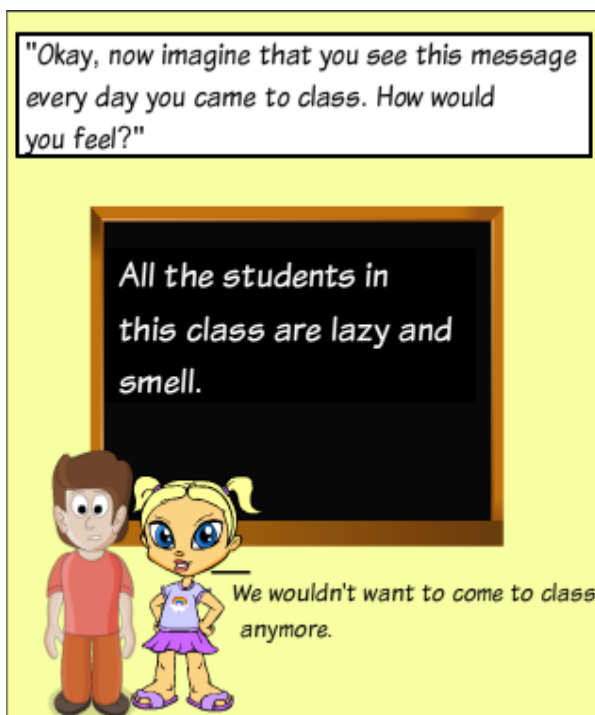 "Okay, now imagine that you see this message
every day you came to class. How would
you feel?"
All the students in
this class are lazy and
smell.
We wouldn't want to come to class
anymore.